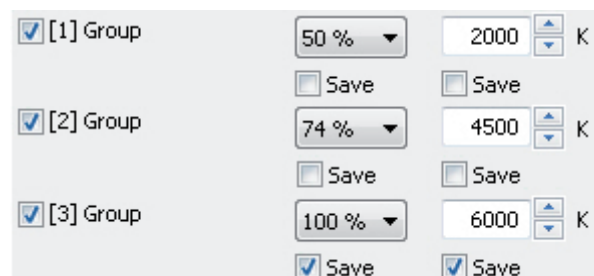 [1] Group 50 % 2000 K
Save Save
[2] Group 74 % 4500 K
Save Save
[3] Group 100 % 6000 K
Save Save